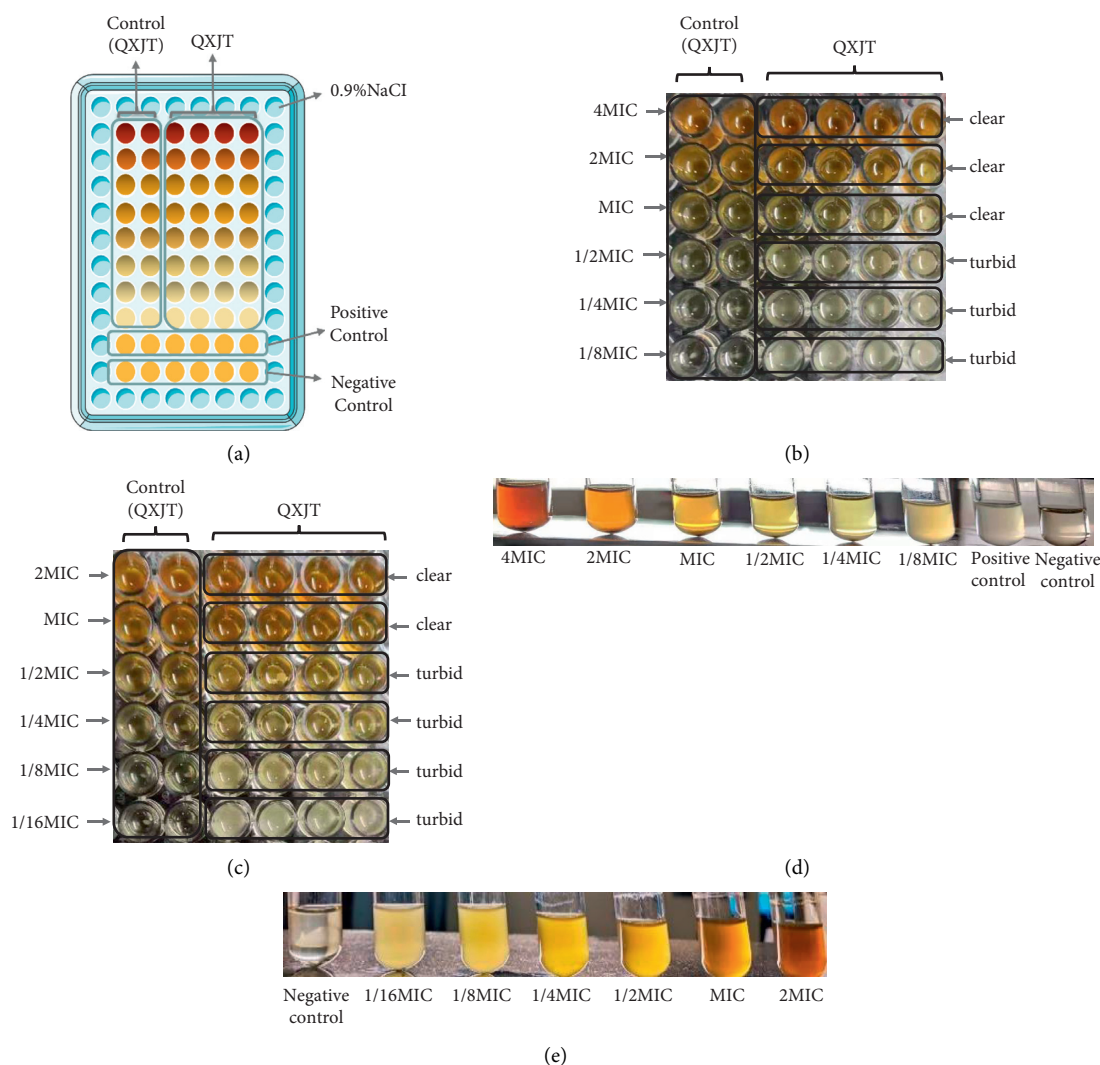 Control
(QXJT)
QXJT
0.9%NaCI
Positive
Control
Negative
Control
(a)
Control
(QXJT)
QXJT
4MIC
clear
2MIC
clear
MIC
clear
1/2MIC
turbid
1/4MIC
turbid
1/8MIC
turbid
(b)
Control
(QXJT)
QXJT
2MIC
clear
MIC
clear
1/2MIC
turbid
1/4MIC
turbid
1/8MIC
turbid
1/16MIC
turbid
(c)
4MIC
2MIC
MIC
1/2MIC
1/4MIC
1/8MIC
Positive
control
Negative
control
(d)
Negative
control
1/16MIC
1/8MIC
1/4MIC
1/2MIC
MIC
2MIC
(e)